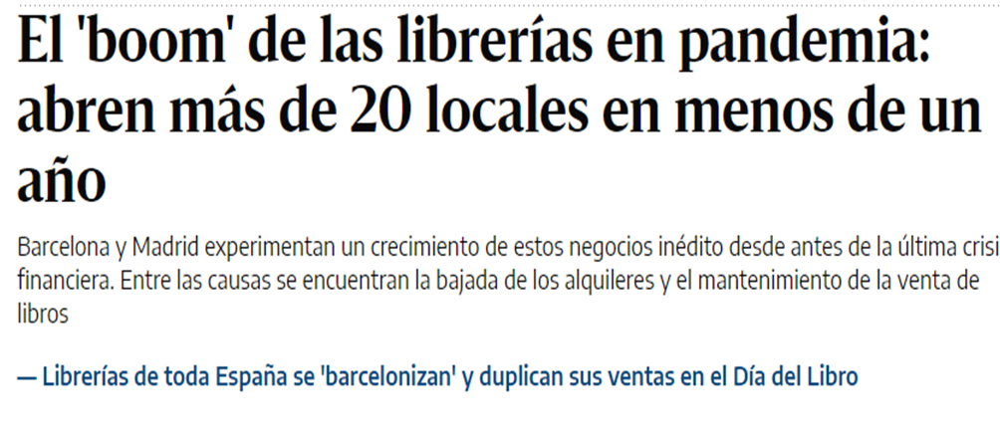 El 'boom' de las librerías en pandemia:
abren más de 20 locales en menos de un
año
Barcelona y Madrid experimentan un crecimiento de estos negocios inédito desde antes de la última crisi
financiera. Entre las causas se encuentran la bajada de los alquileres y el mantenimiento de la venta de
libros
— Librerías de toda España se 'barcelonizan' y duplican sus ventas en el Día del Libro